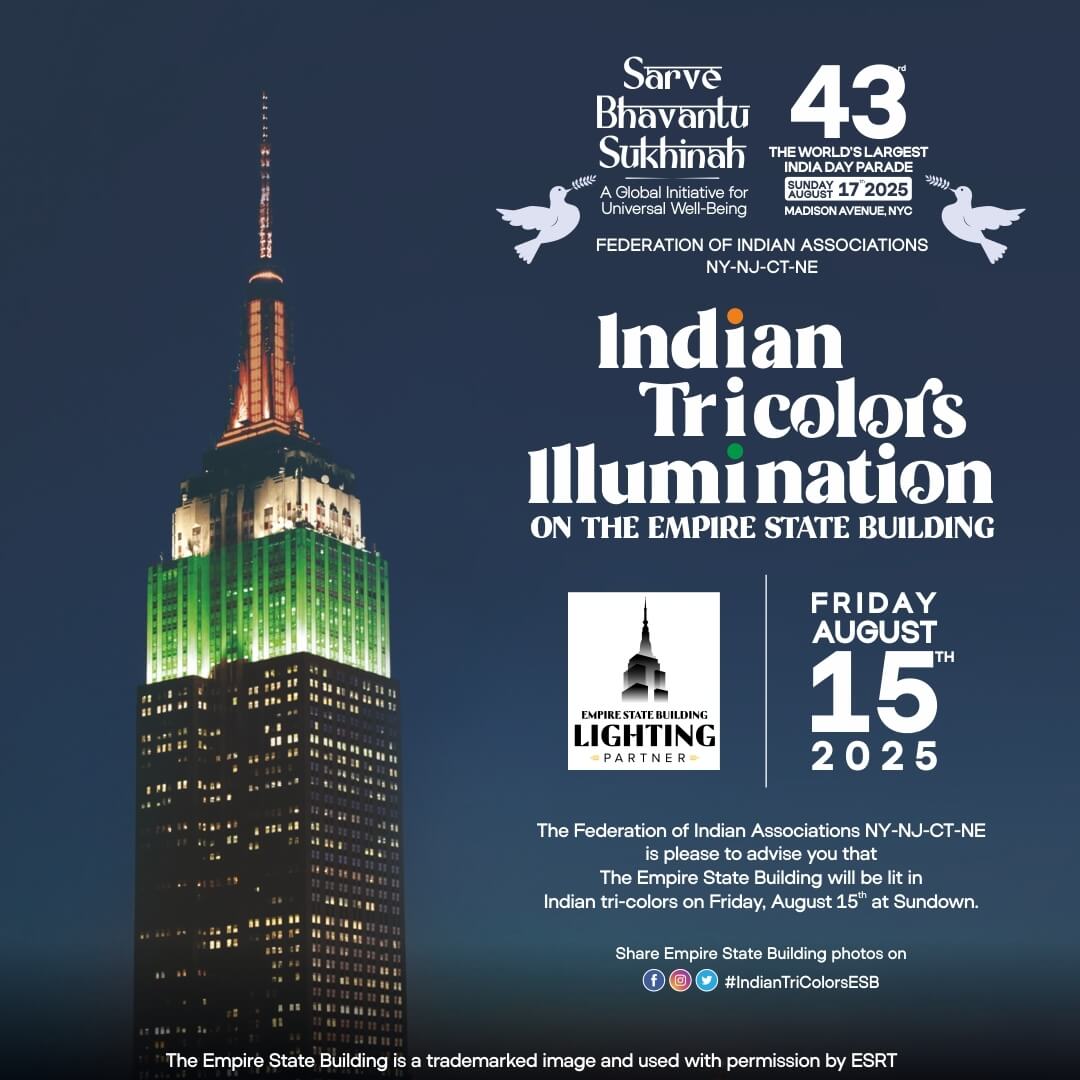 Sarve
Bhavantu
Sukhinah
A Global Initiative for
Universal Well-Being
43rd
THE WORLD'S LARGEST
INDIA DAY PARADE
SUNDAY AUGUST 17th 2025
MADISON AVENUE, NYC
FEDERATION OF INDIAN ASSOCIATIONS
NY-NJ-CT-NE
Indian
Tricolors
Illumination
ON THE EMPIRE STATE BUILDING
EMPIRE STATE BUILDING
LIGHTING
PARTNER
FRIDAY
AUGUST
15TH
2025
The Federation of Indian Associations NY-NJ-CT-NE
is please to advise you that
The Empire State Building will be lit in
Indian tri-colors on Friday, August 15th at Sundown.
Share Empire State Building photos on
#IndianTriColorsESB
The Empire State Building is a trademarked image and used with permission by ESRT